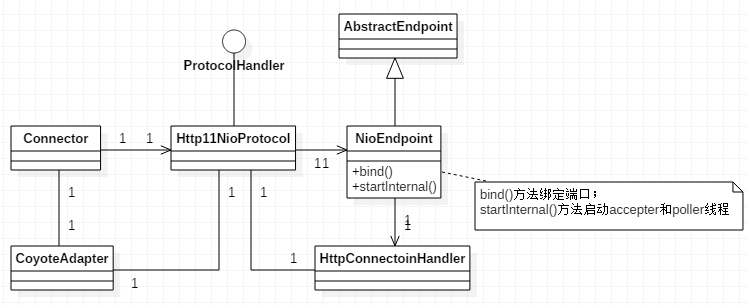 AbstractEndpoint
ProtocolHandler
Connector
1
1
Http11NioProtocol
11
NioEndpoint
+bind()
+startInternal()
bind()方法绑定端口；
startInternal()方法启动accepter和poller线程
1
1
1
1
1
1
CoyoteAdapter
1
1
HttpConnectoinHandler